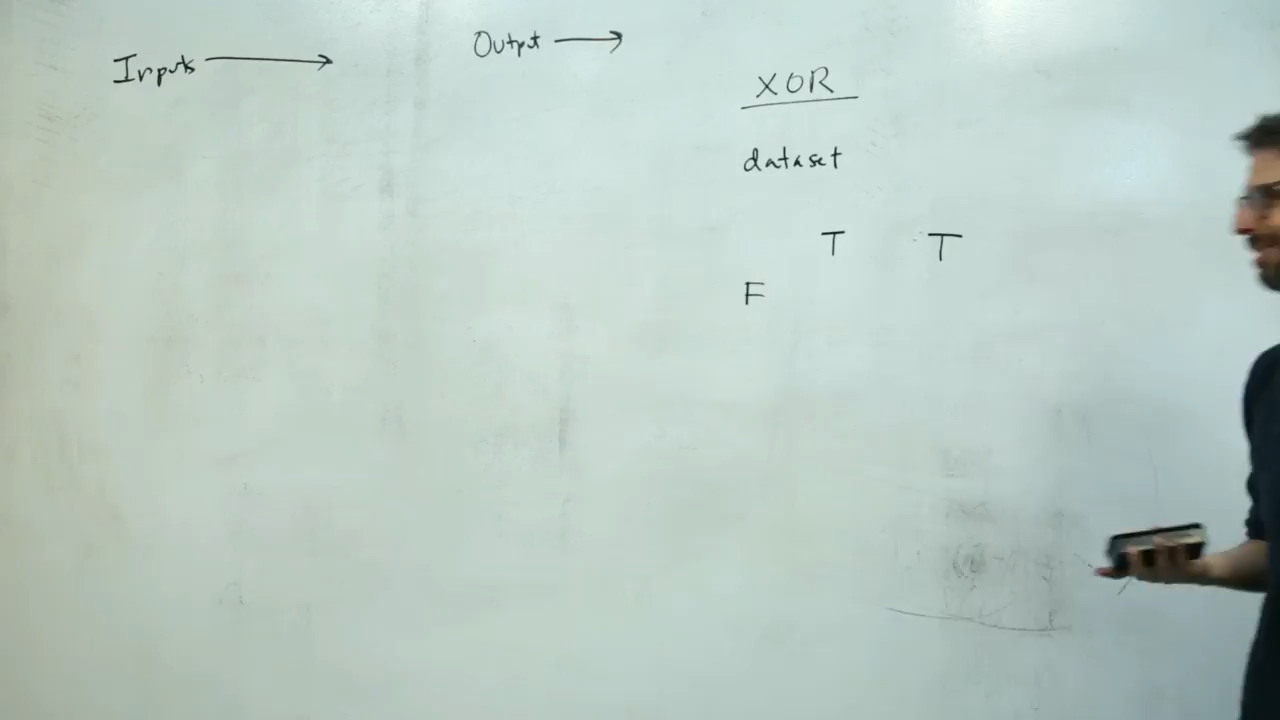 Inputs →
Output →
XOR
dataset
T T
F